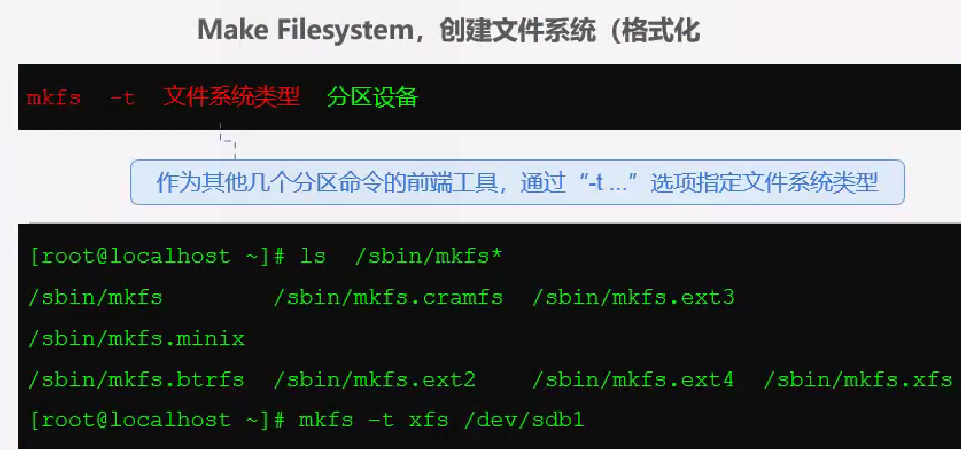 Make Filesystem，创建文件系统（格式化
mkfs -t 文件系统类型 分区设备
作为其他几个分区命令的前端工具，通过“-t ...”选项指定文件系统类型
[root@localhost ~]# ls /sbin/mkfs*
/sbin/mkfs /sbin/mkfs.cramfs /sbin/mkfs.ext3
/sbin/mkfs.minix
/sbin/mkfs.btrfs /sbin/mkfs.ext2 /sbin/mkfs.ext4 /sbin/mkfs.xfs
[root@localhost ~]# mkfs -t xfs /dev/sdb1